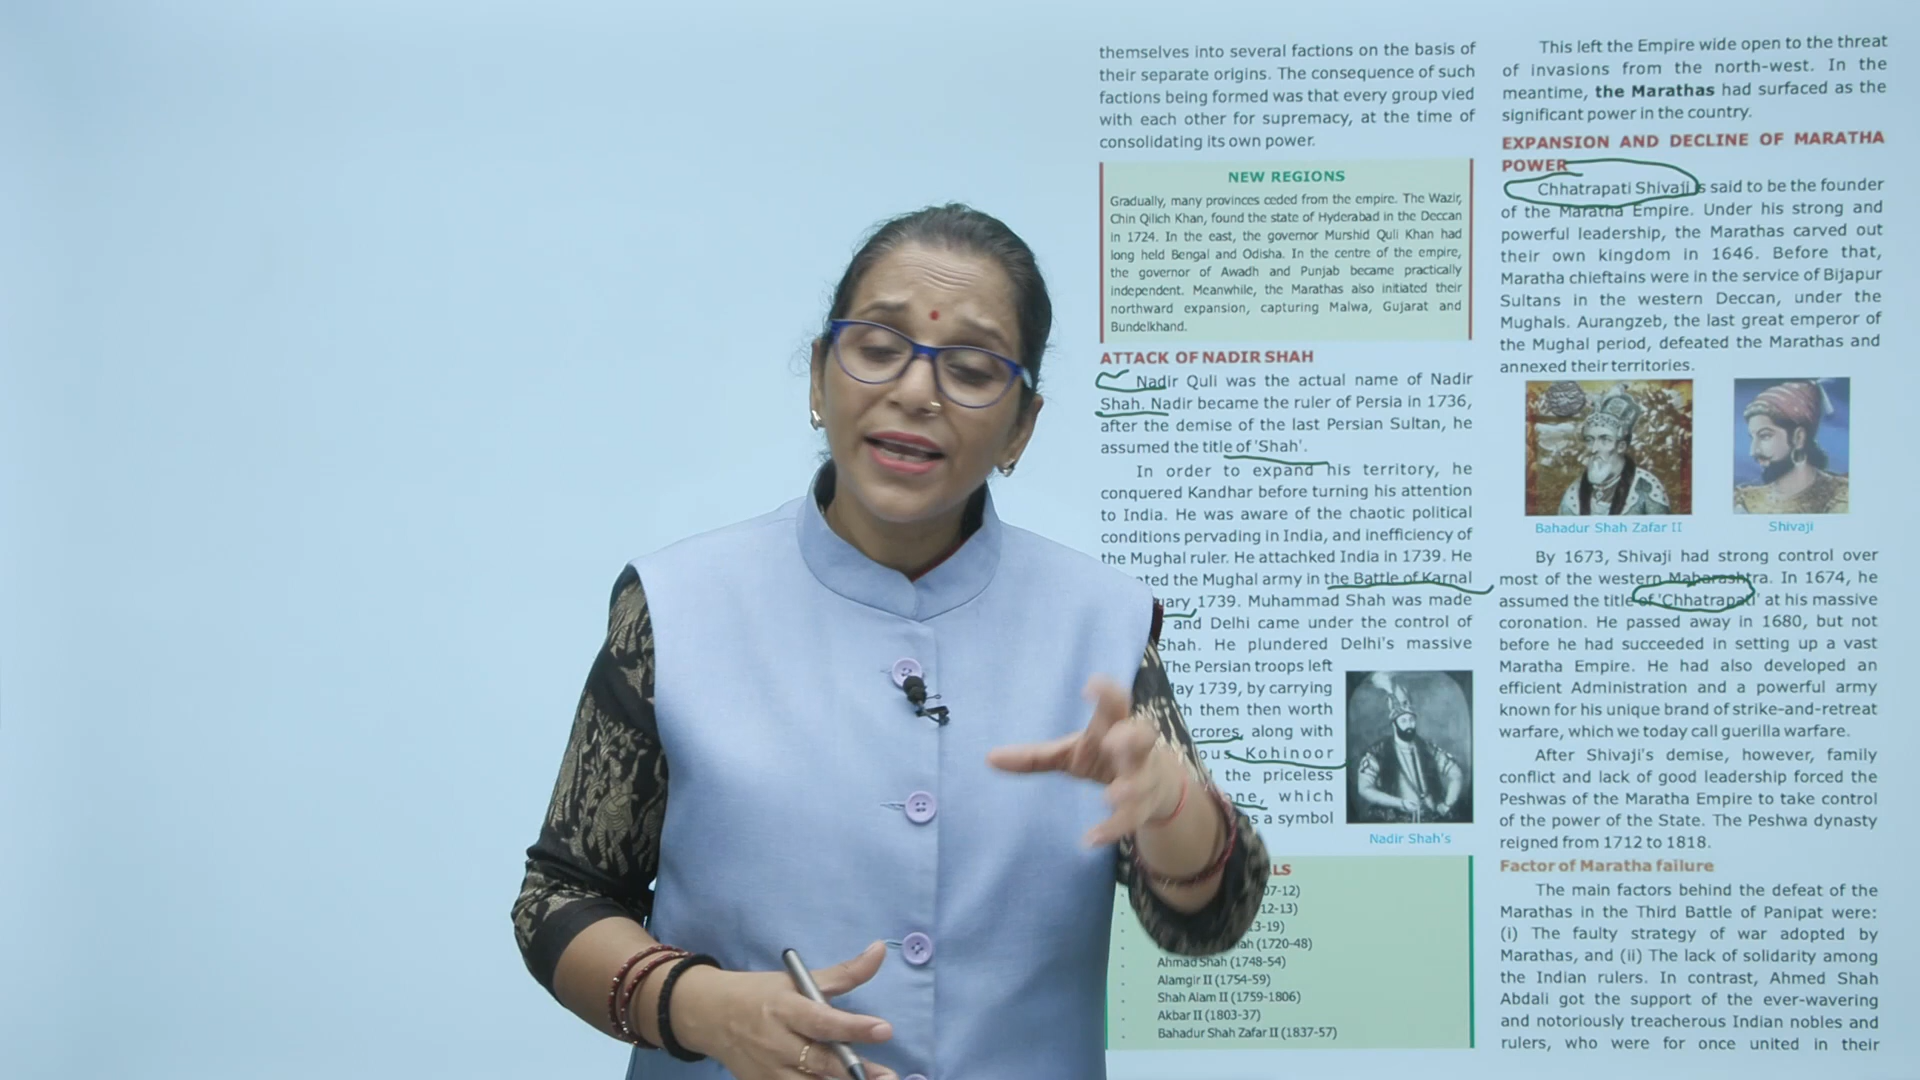 themselves into several factions on the basis of
their separate origins. The consequence of such
factions being formed was that every group vied
with each other for supremacy, at the time of
consolidating its own power.
NEW REGIONS
Gradually, many provinces ceded from the empire. The Wazir,
Chin Qilich Khan, found the state of Hyderabad in the Deccan
in 1724. In the east, the governor Murshid Quli Khan had
long held Bengal and Odisha. In the centre of the empire,
the governor of Awadh and Punjab became practically
independent. Meanwhile, the Marathas also initiated their
northward expansion, capturing Malwa, Gujarat and
Bundelkhand.
ATTACK OF NADIR SHAH
Nadir Quli was the actual name of Nadir
Shah. Nadir became the ruler of Persia in 1736,
after the demise of the last Persian Sultan, he
assumed the title of 'Shah'.
In order to expand his territory, he
conquered Kandhar before turning his attention
to India. He was aware of the chaotic political
conditions pervading in India, and inefficiency of
the Mughal ruler. He attachked India in 1739. He
the Mughal army in the Battle of Karnal
1739. Muhammad Shah was made
and Delhi came under the control of
Shah. He plundered Delhi's massive
The Persian troops left
1739, by carrying
them then worth
crores, along with
Kohinoor
the priceless
which
a symbol
Nadir Shah's
(1720-48)
Ahmad Shah (1748-54)
Alamgir II (1754-59)
Shah Alam II (1759-1806)
Akbar II (1803-37)
Bahadur Shah Zafar II (1837-57)
This left the Empire wide open to the threat
of invasions from the north-west. In the
meantime, the Marathas had surfaced as the
significant power in the country.
EXPANSION AND DECLINE OF MARATHA
POWER
Chhatrapati Shivaji is said to be the founder
of the Maratha Empire. Under his strong and
powerful leadership, the Marathas carved out
their own kingdom in 1646. Before that,
Maratha chieftains were in the service of Bijapur
Sultans in the western Deccan, under the
Mughals. Aurangzeb, the last great emperor of
the Mughal period, defeated the Marathas and
annexed their territories.
Bahadur Shah Zafar II
Shivaji
By 1673, Shivaji had strong control over
most of the western Maharashtra. In 1674, he
assumed the title of 'Chhatrapati' at his massive
coronation. He passed away in 1680, but not
before he had succeeded in setting up a vast
Maratha Empire. He had also developed an
efficient Administration and a powerful army
known for his unique brand of strike-and-retreat
warfare, which we today call guerilla warfare.
After Shivaji's demise, however, family
conflict and lack of good leadership forced the
Peshwas of the Maratha Empire to take control
of the power of the State. The Peshwa dynasty
reigned from 1712 to 1818.
Factor of Maratha failure
The main factors behind the defeat of the
Marathas in the Third Battle of Panipat were:
(i) The faulty strategy of war adopted by
Marathas, and (ii) The lack of solidarity among
the Indian rulers. In contrast, Ahmed Shah
Abdali got the support of the ever-wavering
and notoriously treacherous Indian nobles and
rulers, who were for once united in their